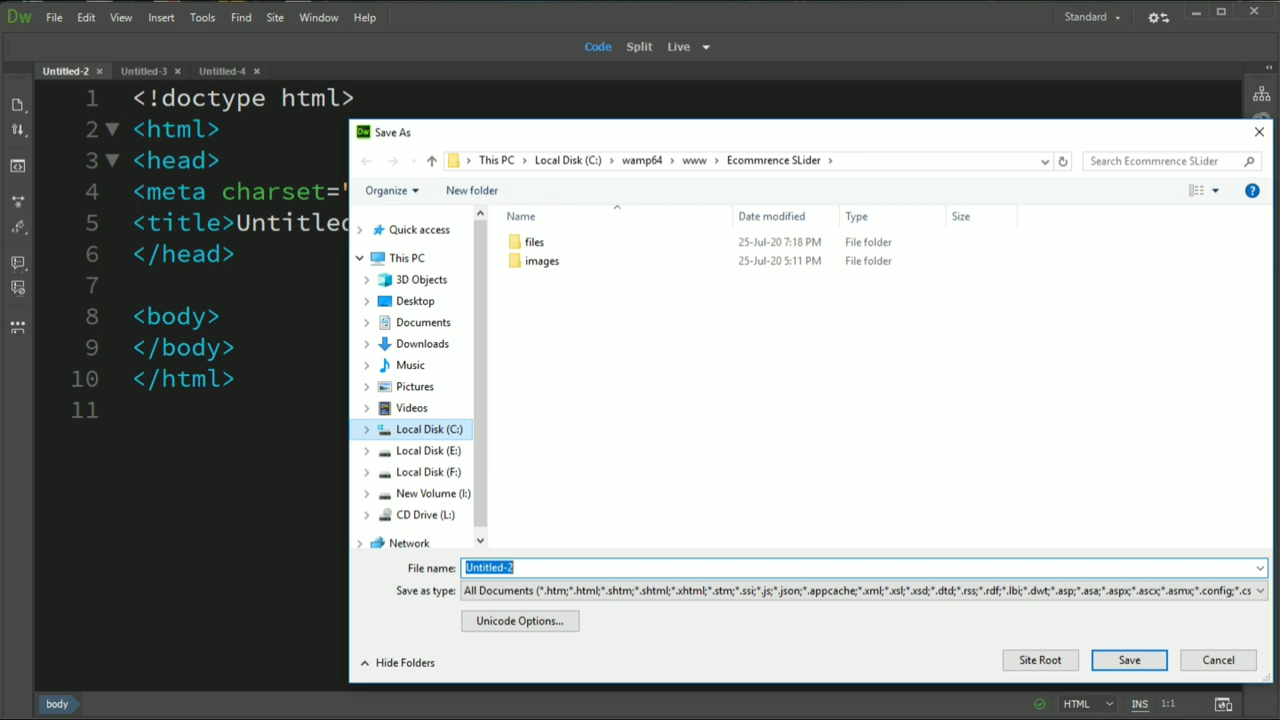 Dw File Edit View Insert Tools Find Site Window Help Standard
Code Split Live
Untitled-2 × Untitled-3 × Untitled-4 ×
1 <!doctype html>
2 <html>
3 <head>
4 <meta charset="
5 <title>Untitled
6 </head>
7
8 <body>
9 </body>
10 </html>
11
Dw Save As
This PC > Local Disk (C:) > wamp64 > www > Ecommrence SLider >
Search Ecommrence SLider
Organize New folder
Name Date modified Type Size
files 25-Jul-20 7:18 PM File folder
images 25-Jul-20 5:11 PM File folder
Quick access
This PC
3D Objects
Desktop
Documents
Downloads
Music
Pictures
Videos
Local Disk (C:)
Local Disk (E:)
Local Disk (F:)
New Volume (I:)
CD Drive (L:)
Network
File name: Untitled-2
Save as type: All Documents (*.htm;*.html;*.shtm;*.shtml;*.xhtml;*.stm;*.ssi;*.js;*.json;*.appcache;*.xml;*.xsl;*.xsd;*.dtd;*.rss;*.rdf;*.lbi;*.dwt;*.asp;*.asa;*.aspx;*.ascx;*.asmx;*.config;*.cs
Unicode Options...
Hide Folders
Site Root Save Cancel
body HTML INS 1:1